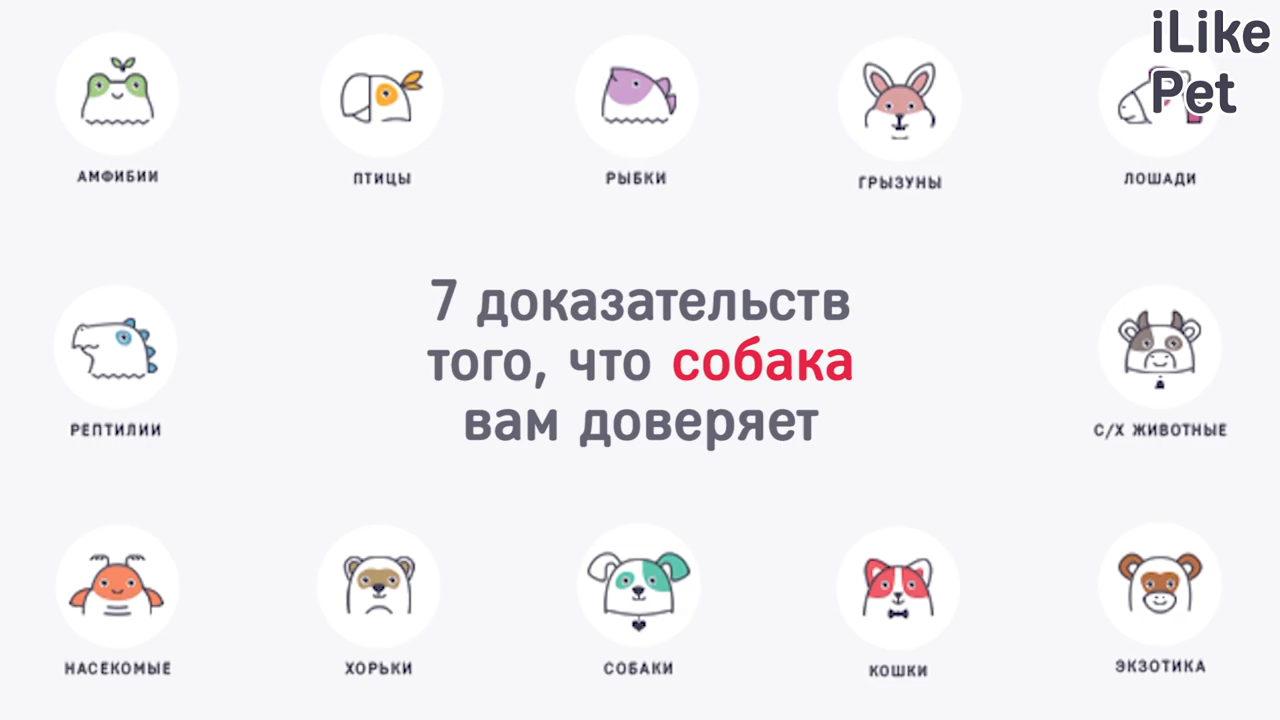 iLike
Pet
АМФИБИИ
ПТИЦЫ
РЫБКИ
ГРЫЗУНЫ
ЛОШАДИ
7 доказательств
того, что собака
вам доверяет
РЕПТИЛИИ
С/Х ЖИВОТНЫЕ
НАСЕКОМЫЕ
ХОРЬКИ
СОБАКИ
КОШКИ
ЭКЗОТИКА